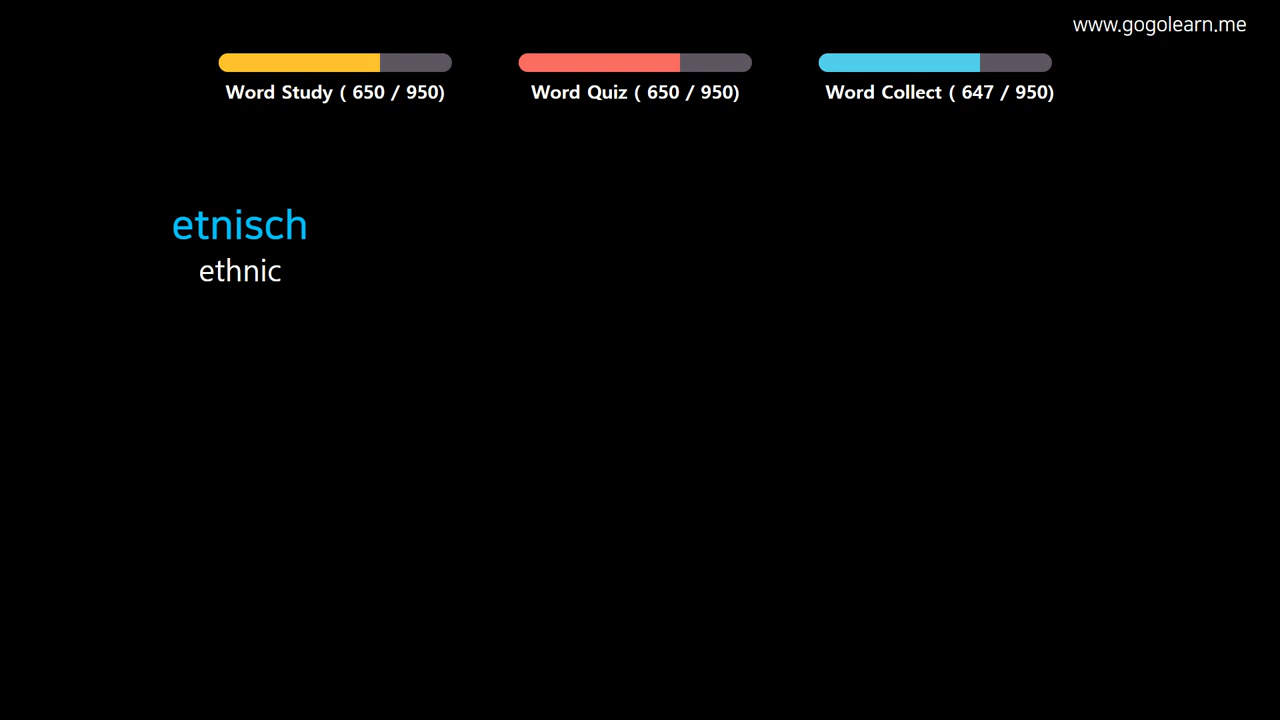 www.gogolearn.me
Word Study ( 650 / 950)
Word Quiz ( 650 / 950)
Word Collect ( 647 / 950)
etnisch
ethnic